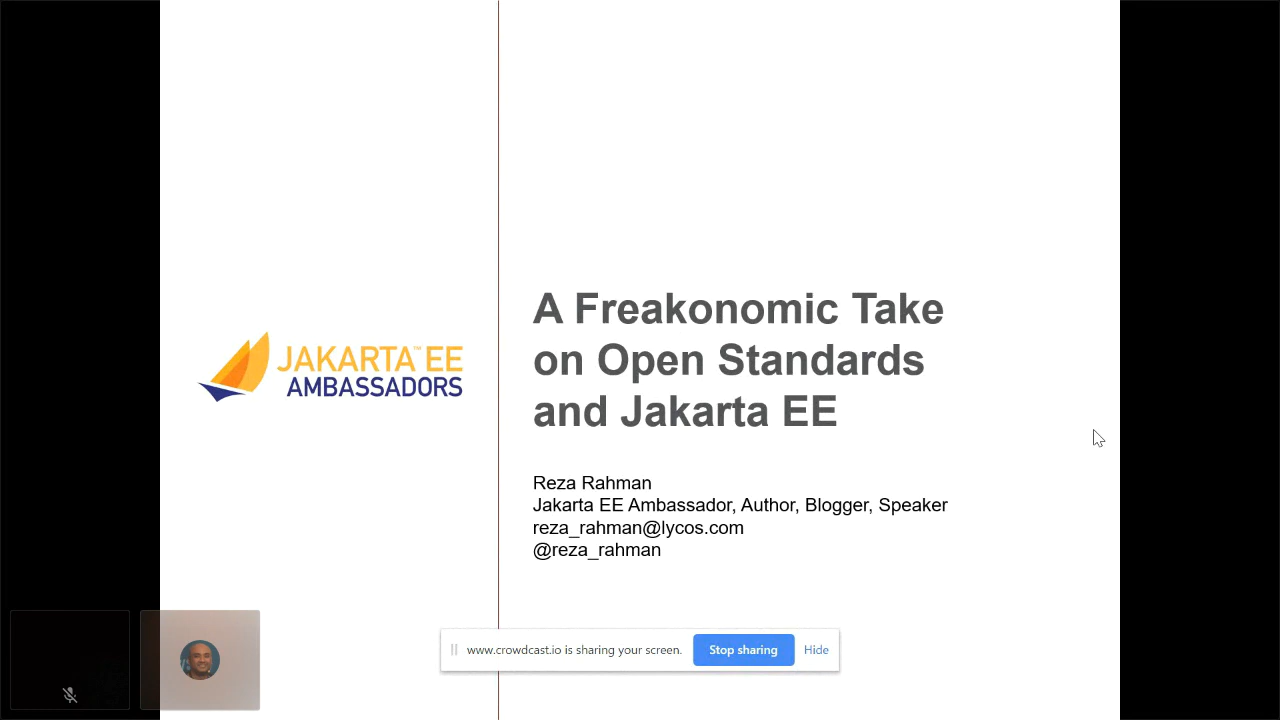 JAKARTA™ EE
AMBASSADORS
A Freakonomic Take
on Open Standards
and Jakarta EE
Reza Rahman
Jakarta EE Ambassador, Author, Blogger, Speaker
reza_rahman@lycos.com
@reza_rahman
www.crowdcast.io is sharing your screen. Stop sharing Hide